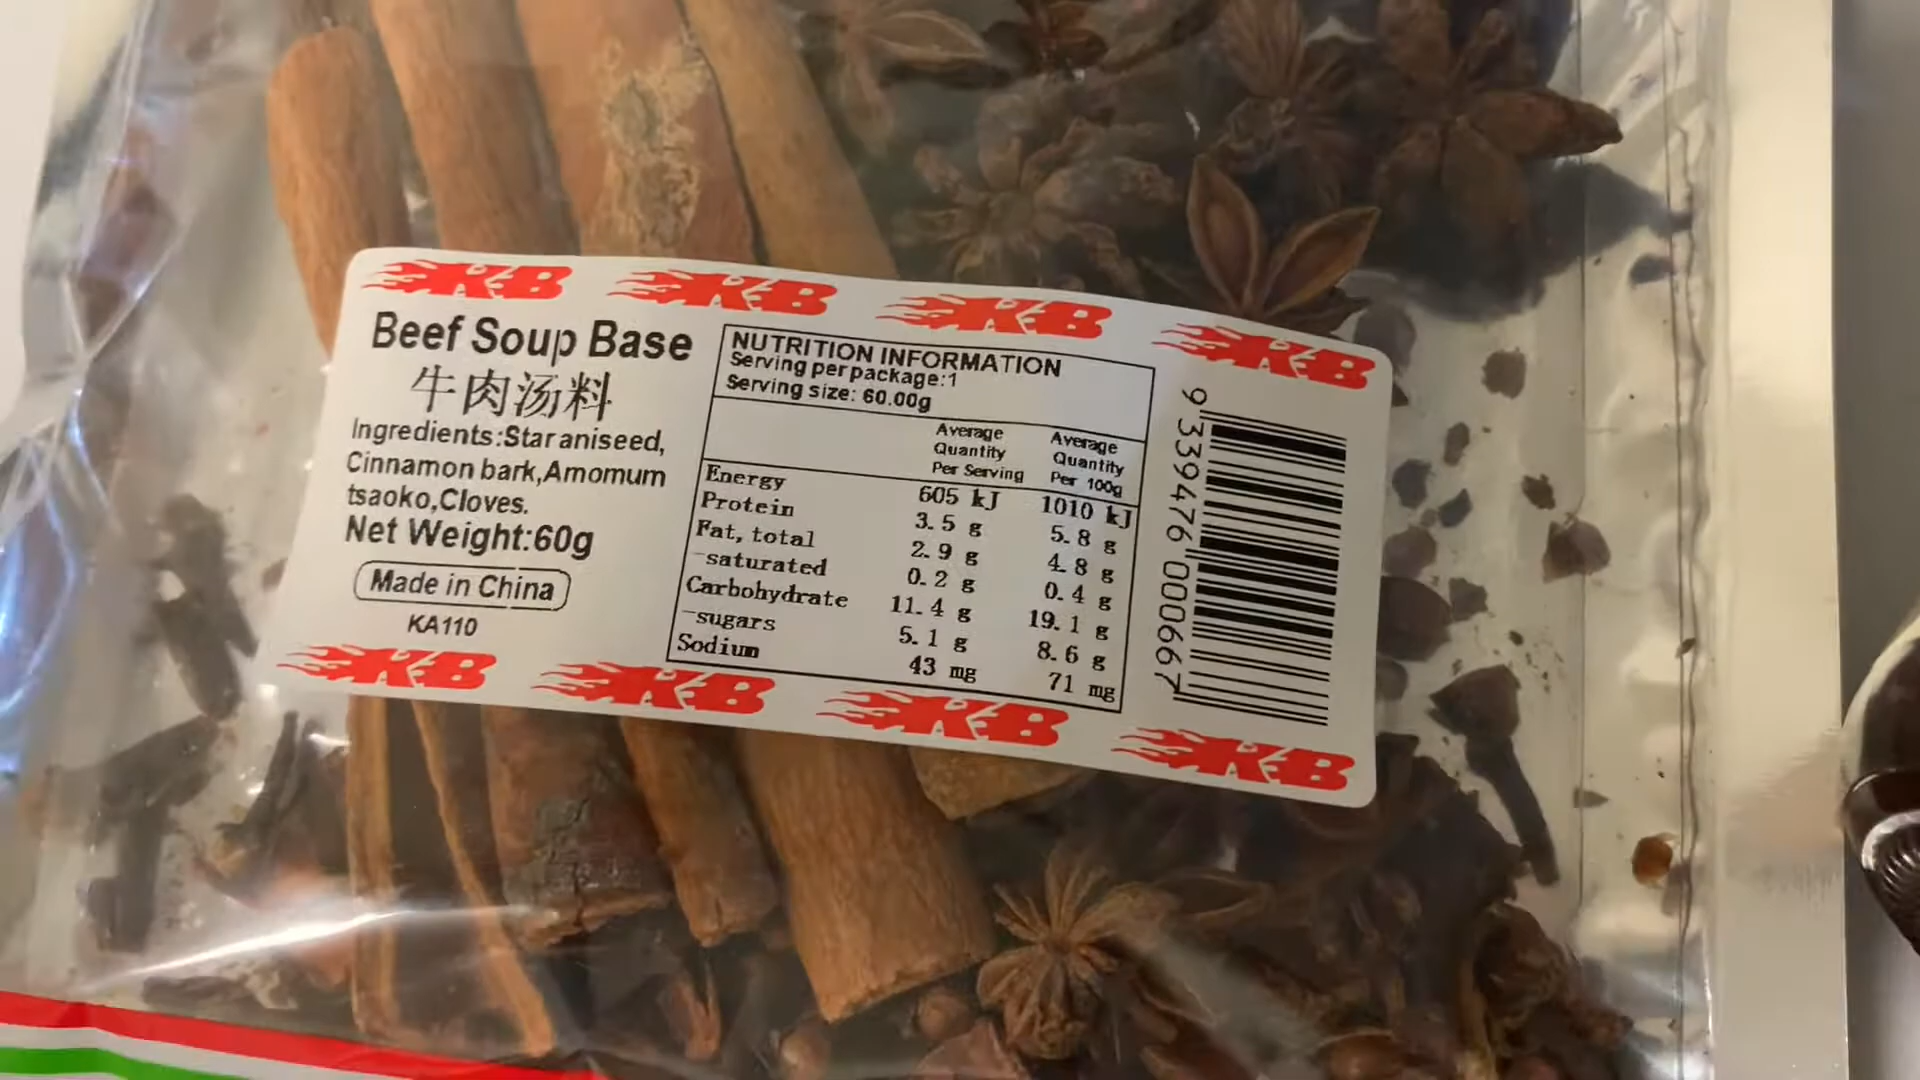 KB KB KB KB
Beef Soup Base
牛肉汤料
Ingredients:Star aniseed,
Cinnamon bark,Amomum
tsaoko,Cloves.
Net Weight:60g
Made in China
KA110
NUTRITION INFORMATION
Serving per package:1
Serving size: 60.00g
Average Quantity Per Serving Average Quantity Per 100g
Energy 605 kJ 1010 kJ
Protein 3.5 g 5.8 g
Fat, total 2.9 g 4.8 g
-saturated 0.2 g 0.4 g
Carbohydrate 11.4 g 19.1 g
-sugars 5.1 g 8.6 g
Sodium 43 mg 71 mg
9 339476 000667
KB KB KB KB